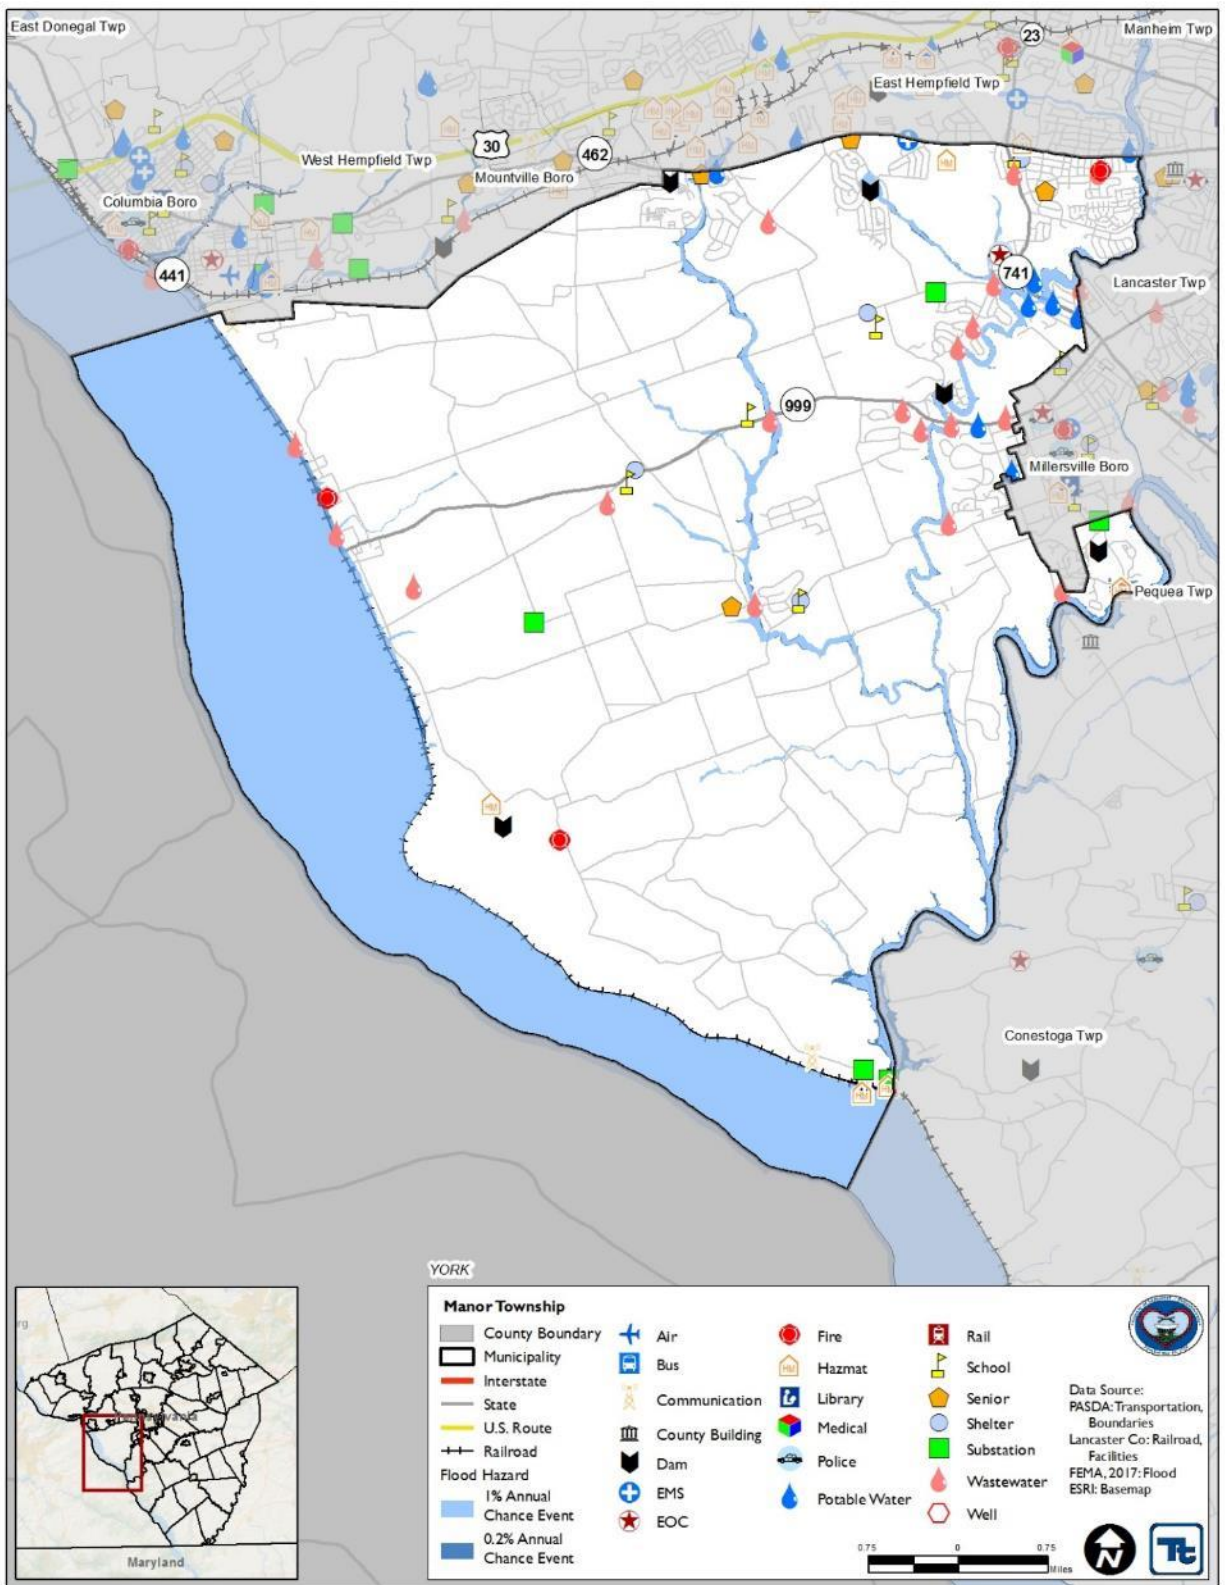 East Donegal Twp
23
Manheim Twp
East Hempfield Twp
30
462
West Hempfield Twp
Mountville Boro
Columbia Boro
441
741
Lancaster Twp
999
Millersville Boro
Pequea Twp
Conestoga Twp
YORK
Manor Township
County Boundary
Municipality
Interstate
State
U.S. Route
Railroad
Flood Hazard
1% Annual
Chance Event
0.2% Annual
Chance Event
Air
Bus
Communication
County Building
Dam
EMS
EOC
Fire
Hazmat
Library
Medical
Police
Potable Water
Rail
School
Senior
Shelter
Substation
Wastewater
Well
Data Source:
PASDA: Transportation,
Boundaries
Lancaster Co: Railroad,
Facilities
FEMA, 2017: Flood
ESRI: Basemap
0.75 0 0.75
Miles
N
Tt
Maryland